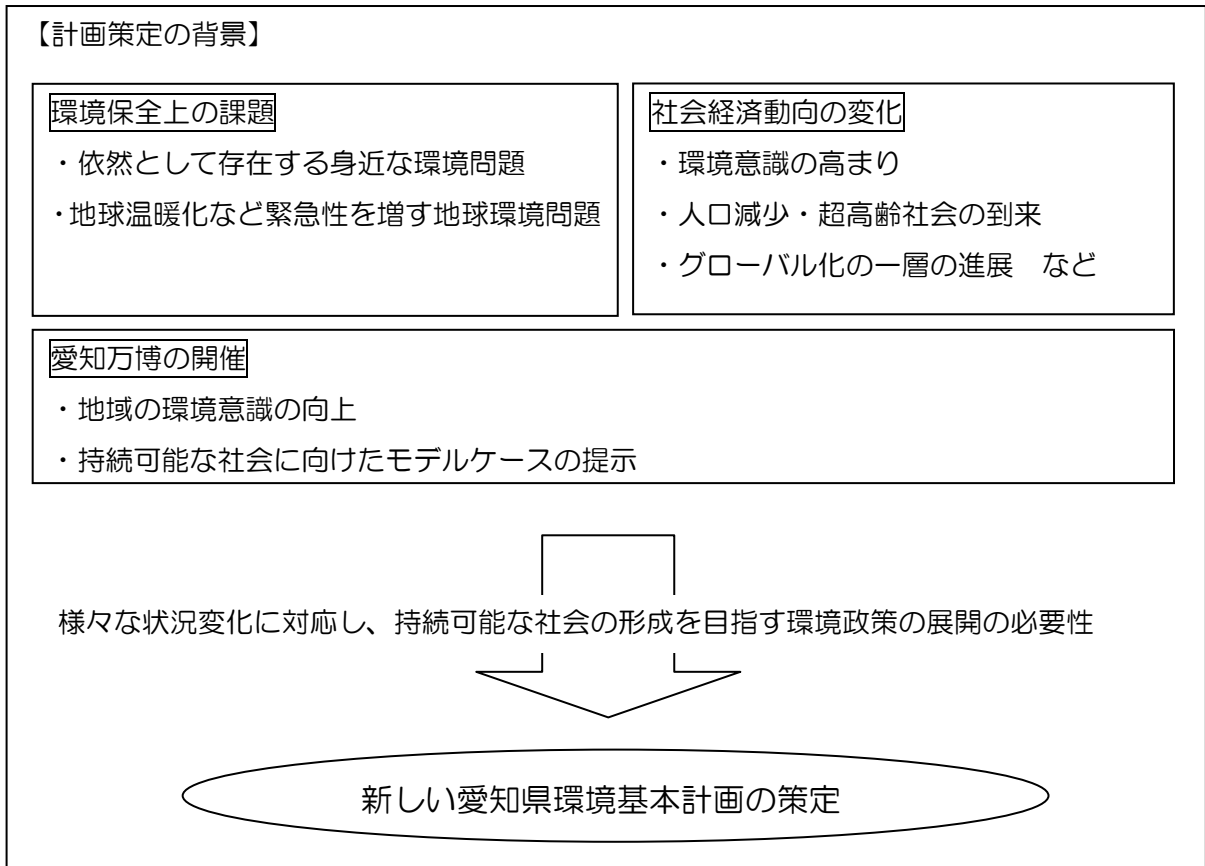 【計画策定の背景】
環境保全上の課題
・依然として存在する身近な環境問題
・地球温暖化など緊急性を増す地球環境問題
社会経済動向の変化
・環境意識の高まり
・人口減少・超高齢社会の到来
・グローバル化の一層の進展　など
愛知万博の開催
・地域の環境意識の向上
・持続可能な社会に向けたモデルケースの提示
様々な状況変化に対応し、持続可能な社会の形成を目指す環境政策の展開の必要性
新しい愛知県環境基本計画の策定